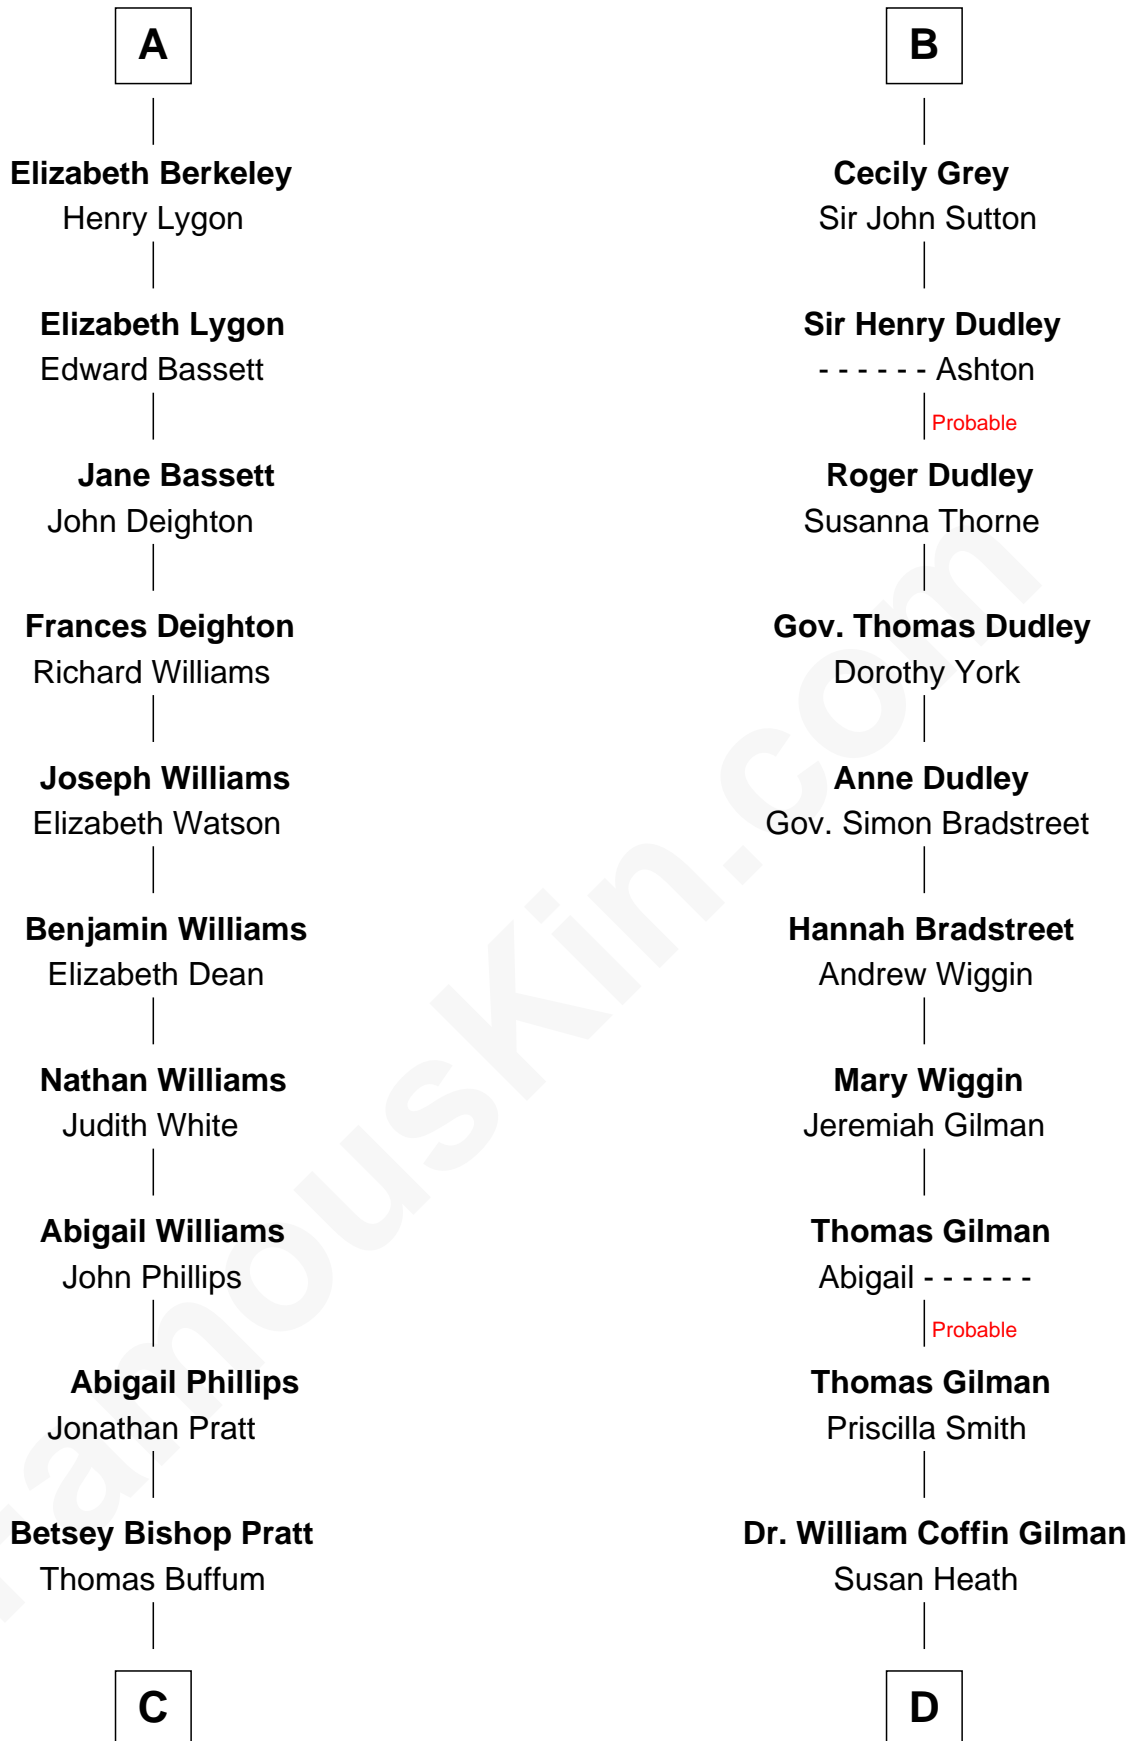 A
Elizabeth Berkeley
Henry Lygon
Elizabeth Lygon
Edward Bassett
Jane Bassett
John Deighton
Frances Deighton
Richard Williams
Joseph Williams
Elizabeth Watson
Benjamin Williams
Elizabeth Dean
Nathan Williams
Judith White
Abigail Williams
John Phillips
Abigail Phillips
Jonathan Pratt
Betsey Bishop Pratt
Thomas Buffum
C
B
Cecily Grey
Sir John Sutton
Sir Henry Dudley
- - - - - - Ashton
Probable
Roger Dudley
Susanna Thorne
Gov. Thomas Dudley
Dorothy York
Anne Dudley
Gov. Simon Bradstreet
Hannah Bradstreet
Andrew Wiggin
Mary Wiggin
Jeremiah Gilman
Thomas Gilman
Abigail - - - - - -
Probable
Thomas Gilman
Priscilla Smith
Dr. William Coffin Gilman
Susan Heath
D
FamousKin.com